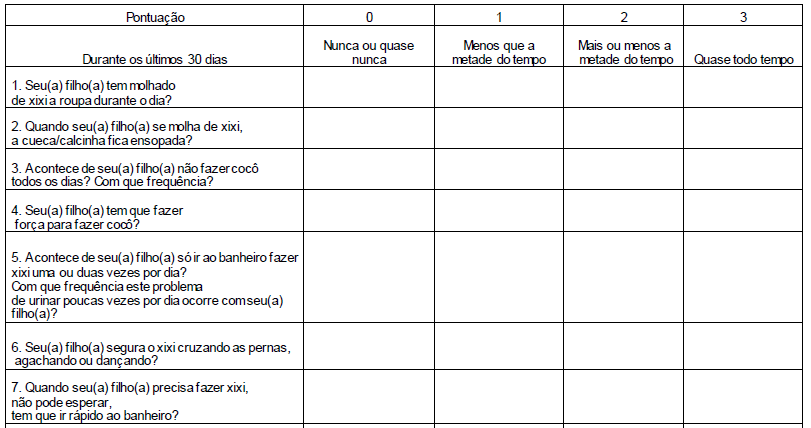 Pontuação 0 1 2 3
Durante os últimos 30 dias
Nunca ou quase
nunca
Menos que a
metade do tempo
Mais ou menos a
metade do tempo
Quase todo tempo
1. Seu(a) filho(a) tem molhado
de xixi a roupa durante o dia?
2. Quando seu(a) filho(a) se molha de xixi,
a cueca/calcinha fica ensopada?
3. Acontece de seu(a) filho(a) não fazer cocô
todos os dias? Com que frequência?
4. Seu(a) filho(a) tem que fazer
força para fazer cocô?
5. Acontece de seu(a) filho(a) só ir ao banheiro fazer
xixi uma ou duas vezes por dia?
Com que frequência este problema
de urinar poucas vezes por dia ocorre com seu(a)
filho(a)?
6. Seu(a) filho(a) segura o xixi cruzando as pernas,
agachando ou dançando?
7. Quando seu(a) filho(a) precisa fazer xixi,
não pode esperar,
tem que ir rápido ao banheiro?